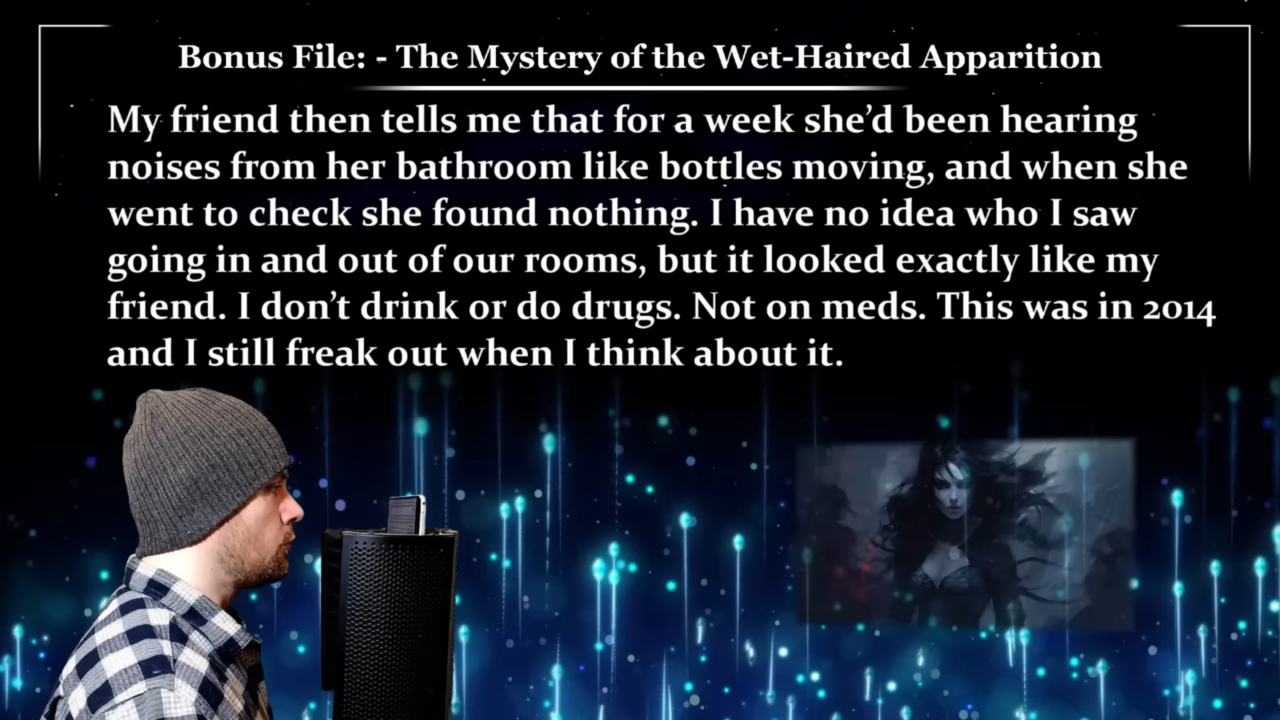 Bonus File: - The Mystery of the Wet-Haired Apparition
My friend then tells me that for a week she’d been hearing
noises from her bathroom like bottles moving, and when she
went to check she found nothing. I have no idea who I saw
going in and out of our rooms, but it looked exactly like my
friend. I don’t drink or do drugs. Not on meds. This was in 2014
and I still freak out when I think about it.